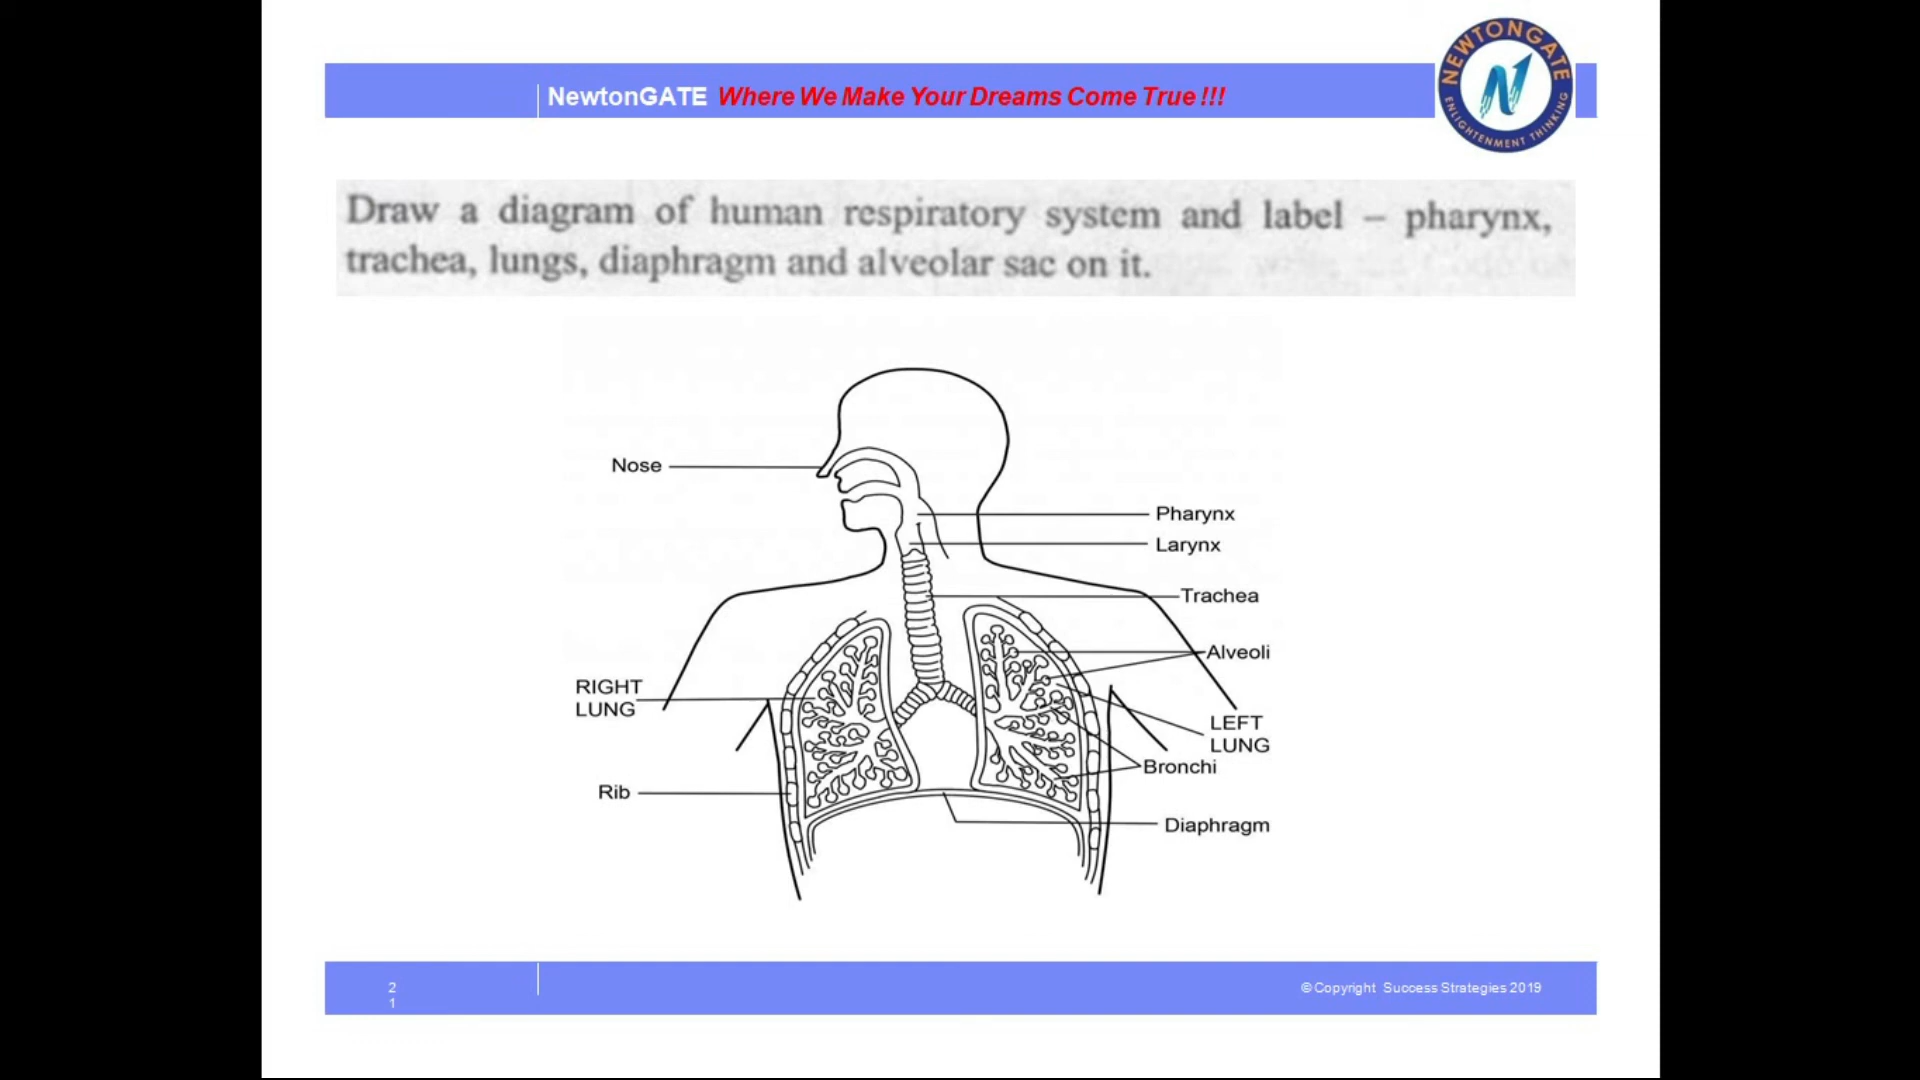 NEWTONGATE
ENLIGHTENMENT THINKING
NewtonGATE Where We Make Your Dreams Come True !!!
Draw a diagram of human respiratory system and label – pharynx,
trachea, lungs, diaphragm and alveolar sac on it.
Nose
Pharynx
Larynx
Trachea
Alveoli
RIGHT
LUNG
LEFT
LUNG
Bronchi
Rib
Diaphragm
2
1
©Copyright Success Strategies 2019